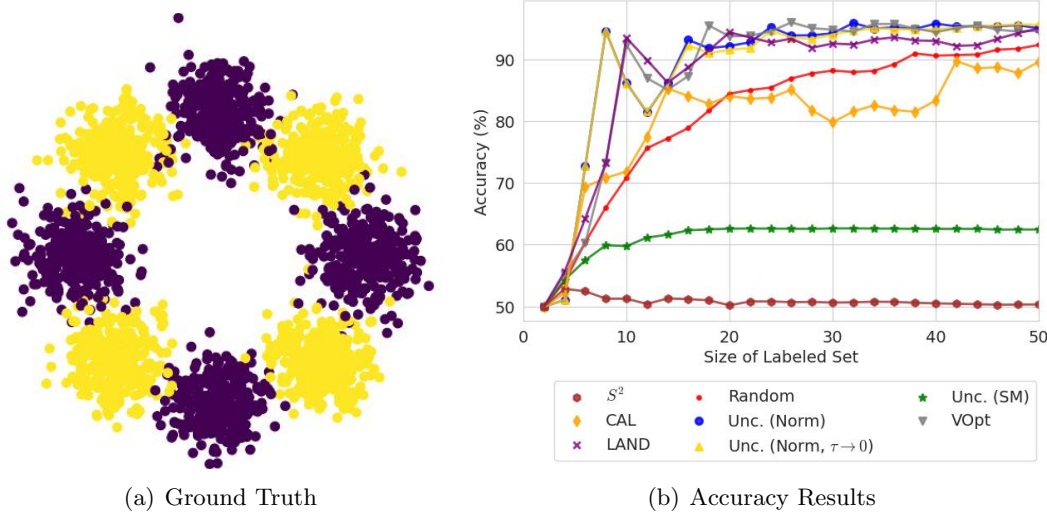 90
80
70
60
50
Accuracy (%)
0 10 20 30 40 50
Size of Labeled Set
S² Random Unc. (SM)
CAL Unc. (Norm) VOpt
LAND Unc. (Norm, τ→0)
(a) Ground Truth (b) Accuracy Results